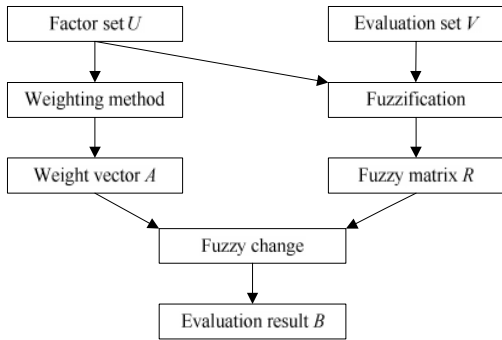 Factor set U
Evaluation set V
Weighting method
Fuzzification
Weight vector A
Fuzzy matrix R
Fuzzy change
Evaluation result B